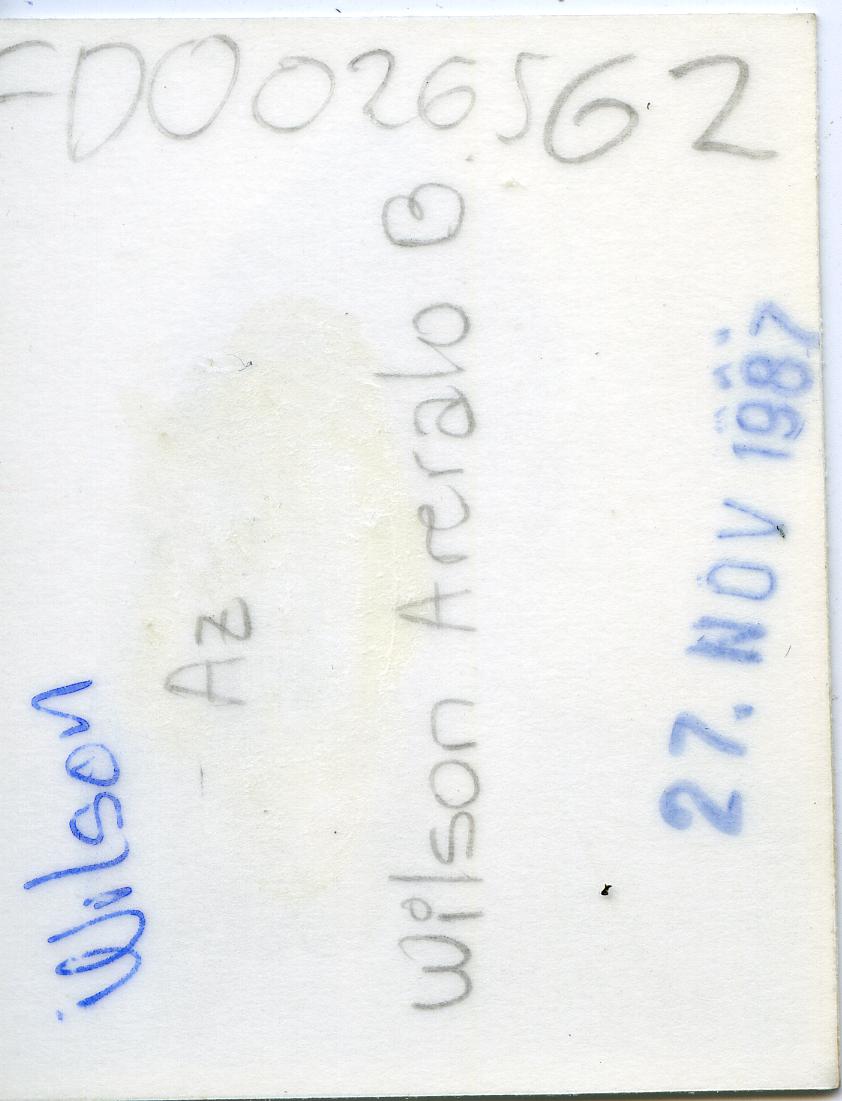 FD0026562
Wilson
Az
Wilson Arevalo B
27. NOV 1987